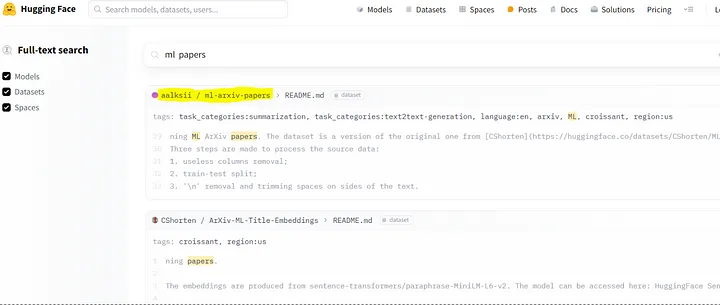 Hugging Face Search models, datasets, users... Models Datasets Spaces Posts Docs Solutions Pricing
Full-text search
Models
Datasets
Spaces
ml papers
aalksii / ml-arxiv-papers > README.md dataset
tags: task_categories:summarization, task_categories:text2text-generation, language:en, arxiv, ML, croissant, region:us
ning ML ArXiv papers. The dataset is a version of the original one from [CShorten](https://huggingface.co/datasets/CShorten/ML
30 Three steps are made to process the source data:
31 1. useless columns removal;
32 2. train-test split;
33 3. '\n' removal and trimming spaces on sides of the text.
CShorten / ArXiv-ML-Title-Embeddings > README.md dataset
tags: croissant, region:us
1 ning papers.
2
3 The embeddings are produced from sentence-transformers/paraphrase-MiniLM-L6-v2. The model can be accessed here: HuggingFace Sen
4